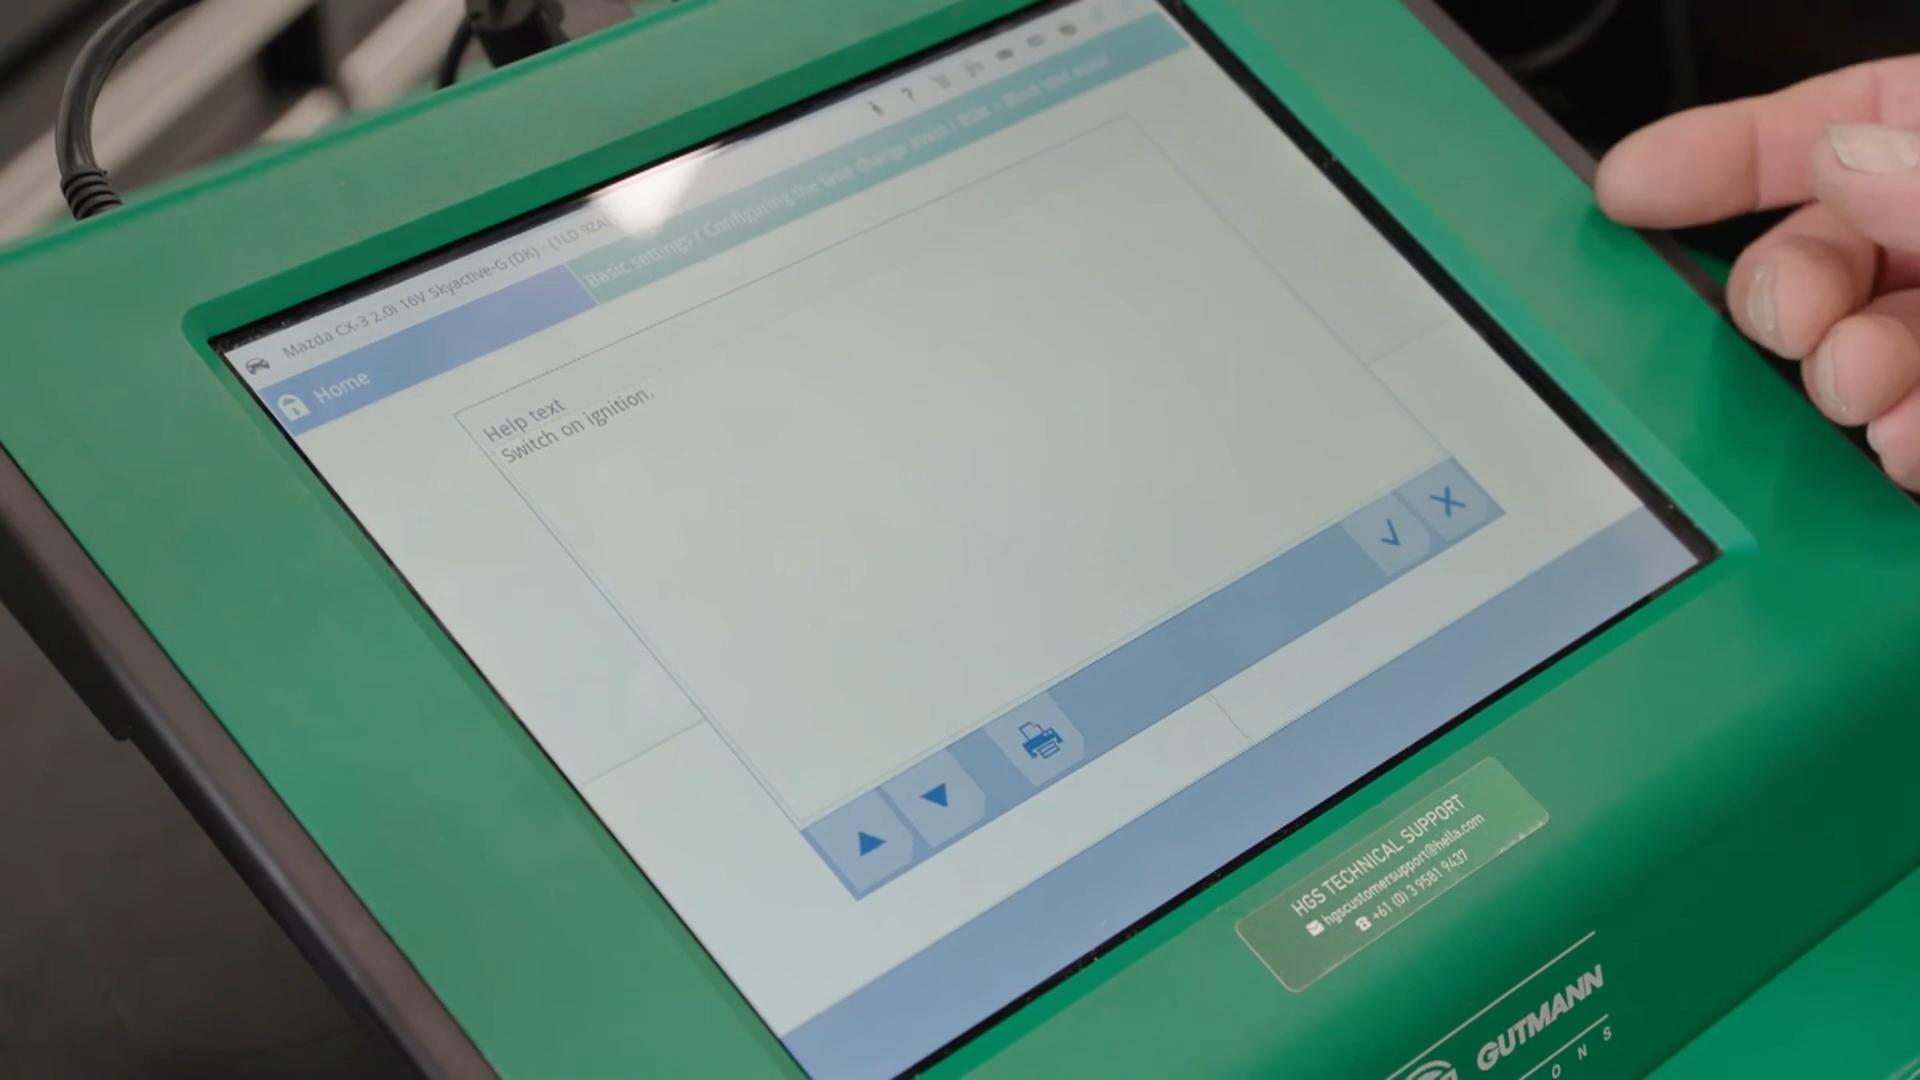 Mazda CX-3 2.0i 16V Skyactive-G (DK) - (1LD 9ZA
Home
Basic settings / Configuring the lane change assist / BSM - Blind spot assist
Help text
Switch on ignition.
HGS TECHNICAL SUPPORT
hgscustomersupport@hella.com
+61 (0) 3 9581 9437
GUTMANN
O N S